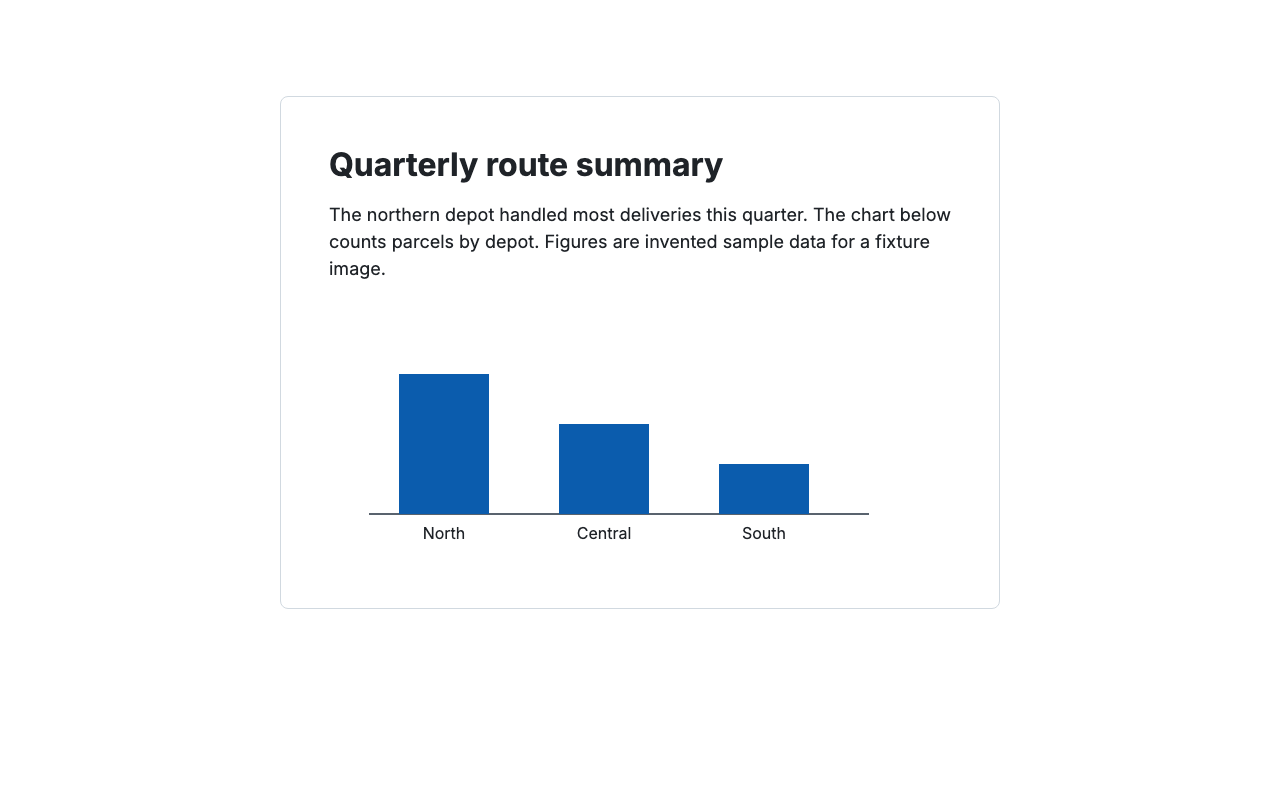 Quarterly route summary
The northern depot handled most deliveries this quarter. The chart below
counts parcels by depot. Figures are invented sample data for a fixture
image.
North
Central
South